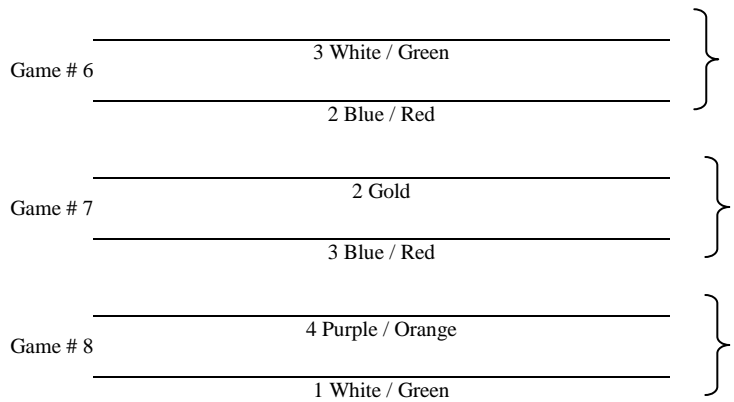 3 White / Green
Game # 6
2 Blue / Red
2 Gold
Game # 7
3 Blue / Red
4 Purple / Orange
Game # 8
1 White / Green